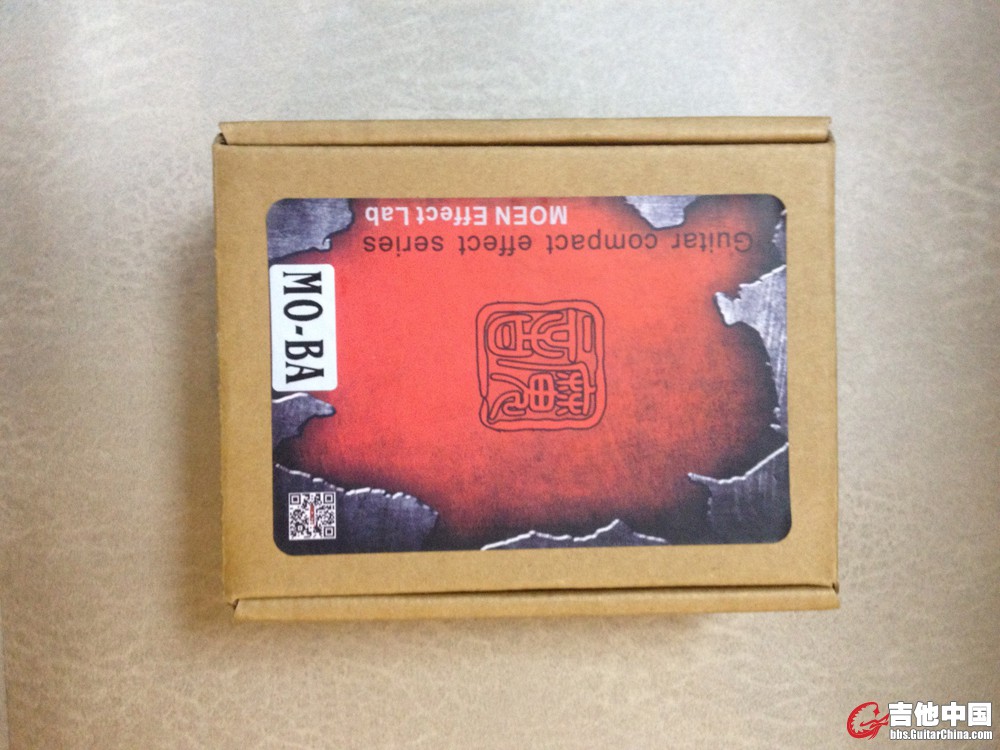 Guitar compact effect series
MOEN Effect Lab
MO-BA
吉他中国
bbs.GuitarChina.com